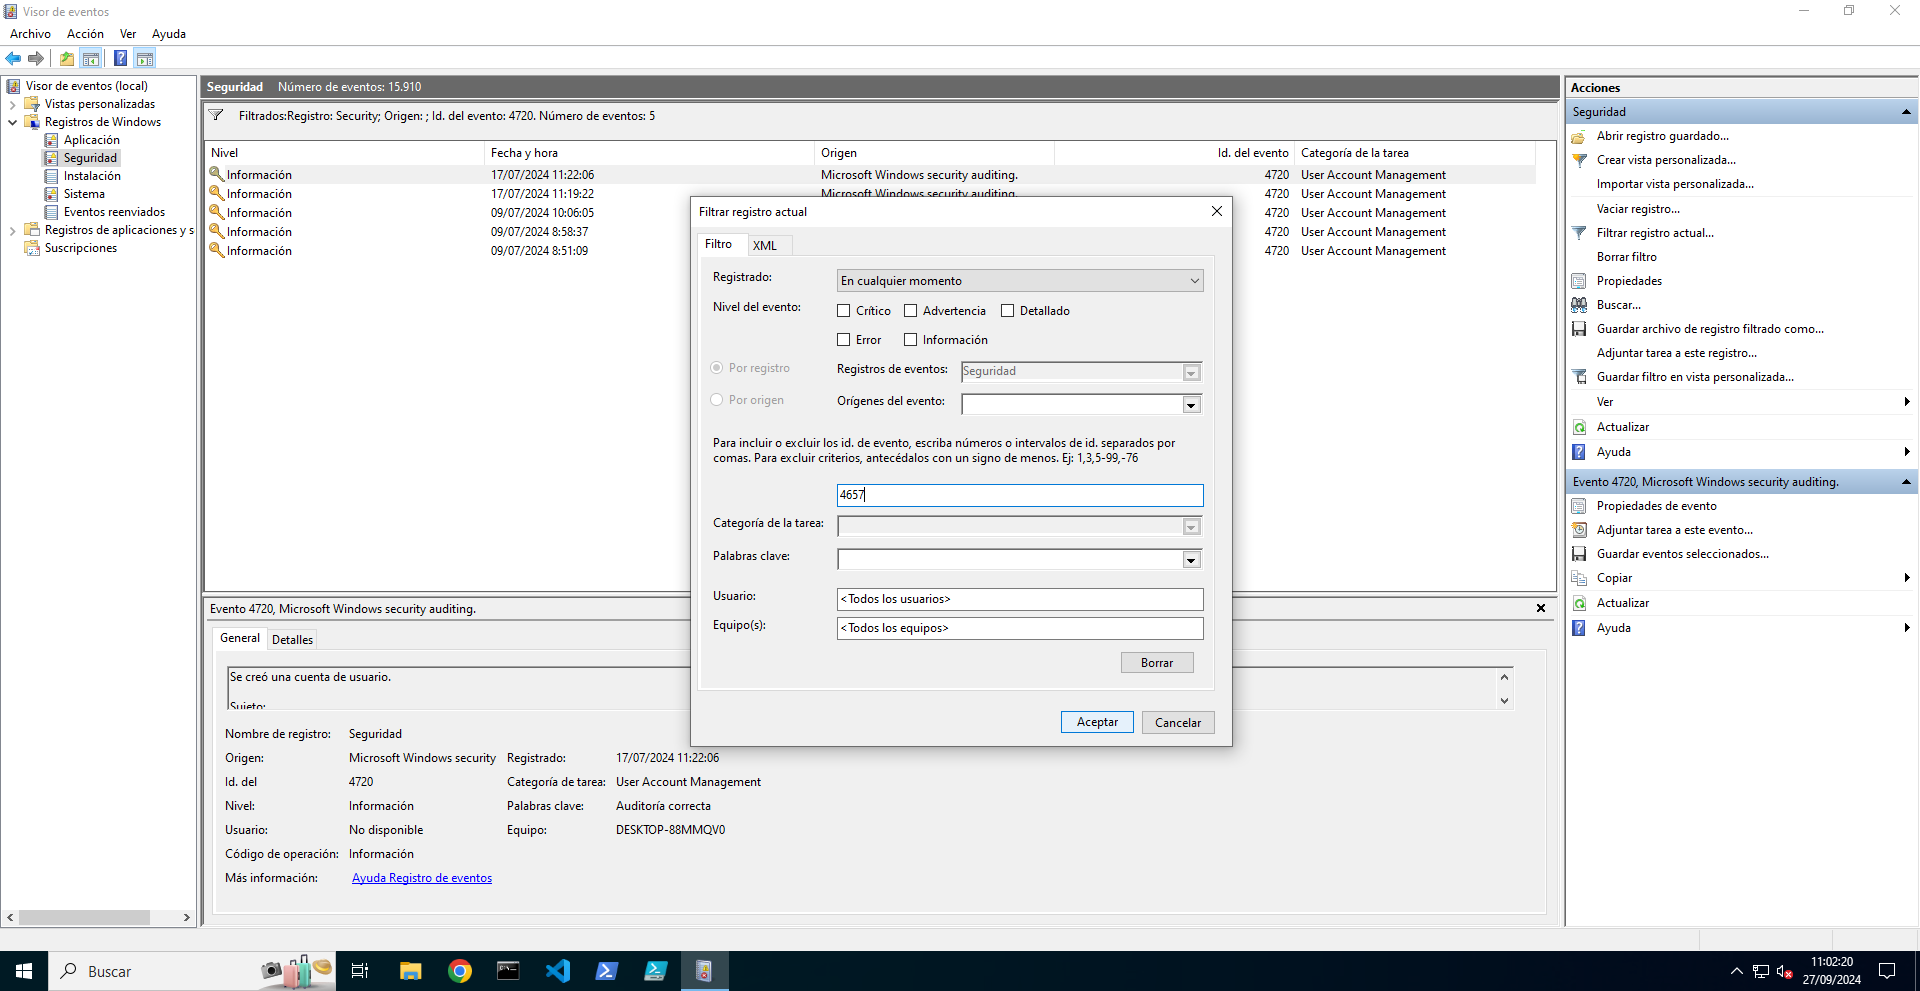 Visor de eventos
Archivo Acción Ver Ayuda
Visor de eventos (local)
Vistas personalizadas
Registros de Windows
Aplicación
Seguridad
Instalación
Sistema
Eventos reenviados
Registros de aplicaciones y s
Suscripciones
Seguridad Número de eventos: 15.910
Filtrados:Registro: Security; Origen: ; Id. del evento: 4720. Número de eventos: 5
Nivel Fecha y hora Origen Id. del evento Categoría de la tarea
Información 17/07/2024 11:22:06 Microsoft Windows security auditing. 4720 User Account Management
Información 17/07/2024 11:19:22 Microsoft Windows security auditing. 4720 User Account Management
Información 09/07/2024 10:06:05 4720 User Account Management
Información 09/07/2024 8:58:37 4720 User Account Management
Información 09/07/2024 8:51:09 4720 User Account Management
Filtrar registro actual
Filtro XML
Registrado: En cualquier momento
Nivel del evento: Crítico Advertencia Detallado
Error Información
Por registro Registros de eventos: Seguridad
Por origen Orígenes del evento:
Para incluir o excluir los id. de evento, escriba números o intervalos de id. separados por
comas. Para excluir criterios, antecédalos con un signo de menos. Ej: 1,3,5-99,-76
4657
Categoría de la tarea:
Palabras clave:
Usuario: <Todos los usuarios>
Equipo(s): <Todos los equipos>
Borrar
Aceptar Cancelar
Evento 4720, Microsoft Windows security auditing.
General Detalles
Se creó una cuenta de usuario.
Sujeto:
Nombre de registro: Seguridad
Origen: Microsoft Windows security Registrado: 17/07/2024 11:22:06
Id. del 4720 Categoría de tarea: User Account Management
Nivel: Información Palabras clave: Auditoría correcta
Usuario: No disponible Equipo: DESKTOP-88MMQV0
Código de operación: Información
Más información: Ayuda Registro de eventos
Acciones
Seguridad
Abrir registro guardado...
Crear vista personalizada...
Importar vista personalizada...
Vaciar registro...
Filtrar registro actual...
Borrar filtro
Propiedades
Buscar...
Guardar archivo de registro filtrado como...
Adjuntar tarea a este registro...
Guardar filtro en vista personalizada...
Ver
Actualizar
Ayuda
Evento 4720, Microsoft Windows security auditing.
Propiedades de evento
Adjuntar tarea a este evento...
Guardar eventos seleccionados...
Copiar
Actualizar
Ayuda
Buscar
11:02:20
27/09/2024